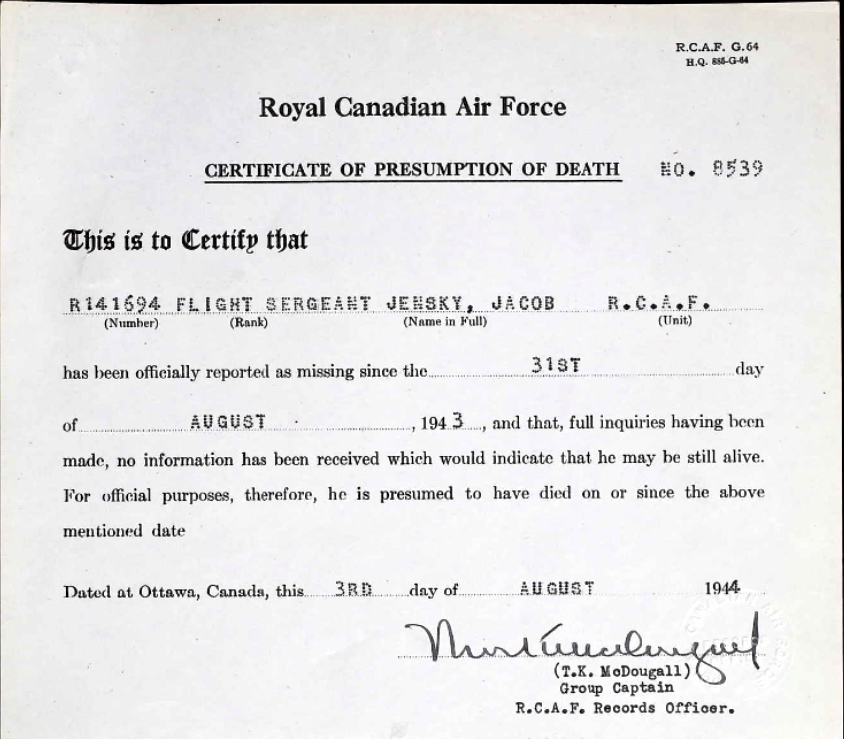 R.C.A.F. G.64
H.Q. 885-G-64
Royal Canadian Air Force
CERTIFICATE OF PRESUMPTION OF DEATH NO. 8539
This is to Certify that
R141694 FLIGHT SERGEANT JENSKY, JACOB R.C.A.F.
(Number) (Rank) (Name in Full) (Unit)
has been officially reported as missing since the 31ST day
of AUGUST , 1943, and that, full inquiries having been
made, no information has been received which would indicate that he may be still alive.
For official purposes, therefore, he is presumed to have died on or since the above
mentioned date
Dated at Ottawa, Canada, this 3RD day of AUGUST 1944
(T.K. McDougall)
Group Captain
R.C.A.F. Records Officer.